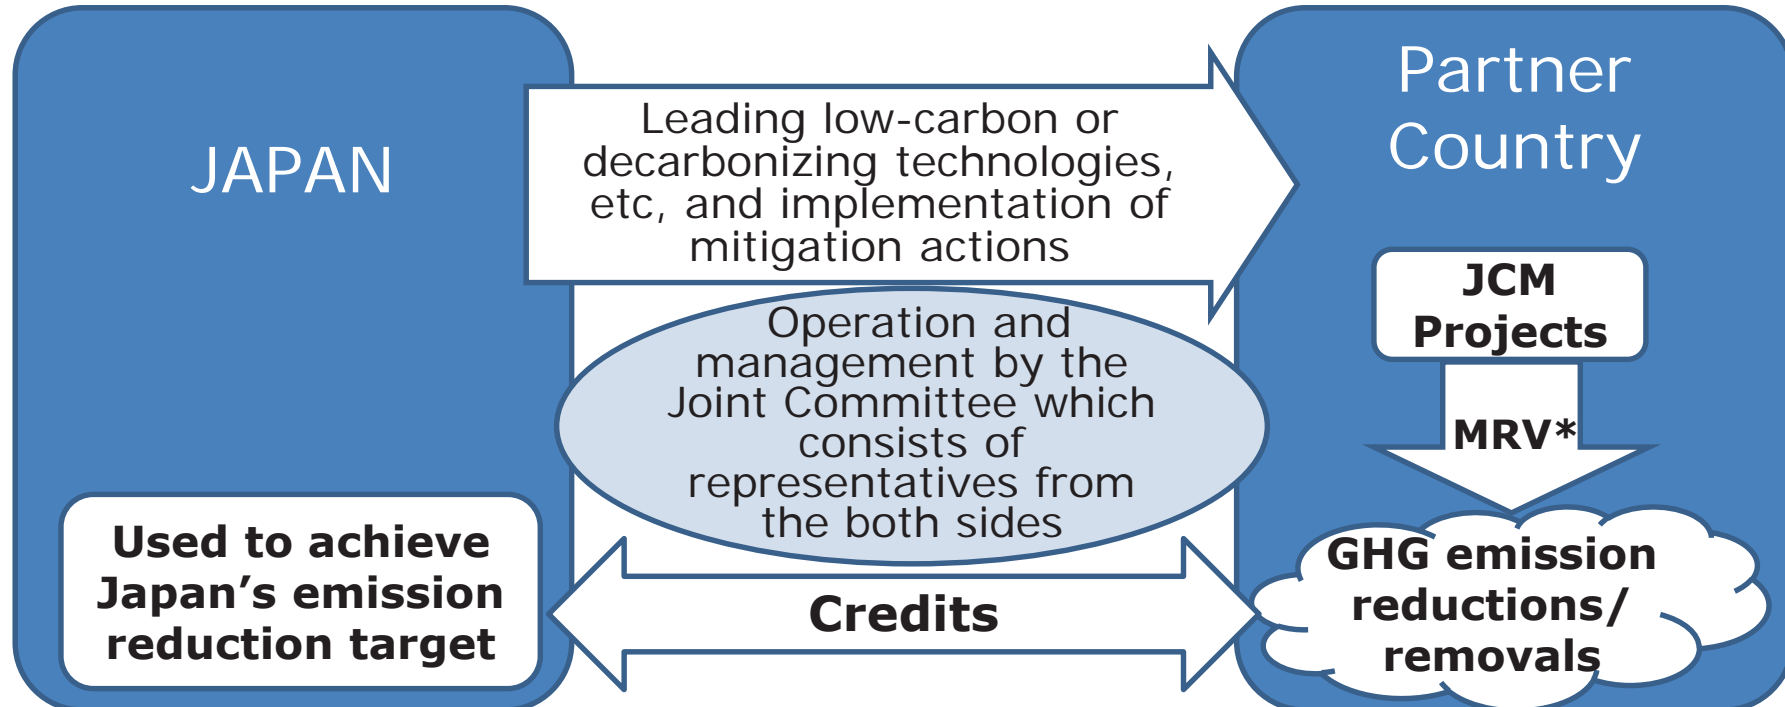 JAPAN
Leading low-carbon or
decarbonizing technologies,
etc, and implementation of
mitigation actions
Partner
Country
JCM
Projects
MRV*
Operation and
management by the
Joint Committee which
consists of
representatives from
the both sides
Used to achieve
Japan’s emission
reduction target
Credits
GHG emission
reductions/
removals